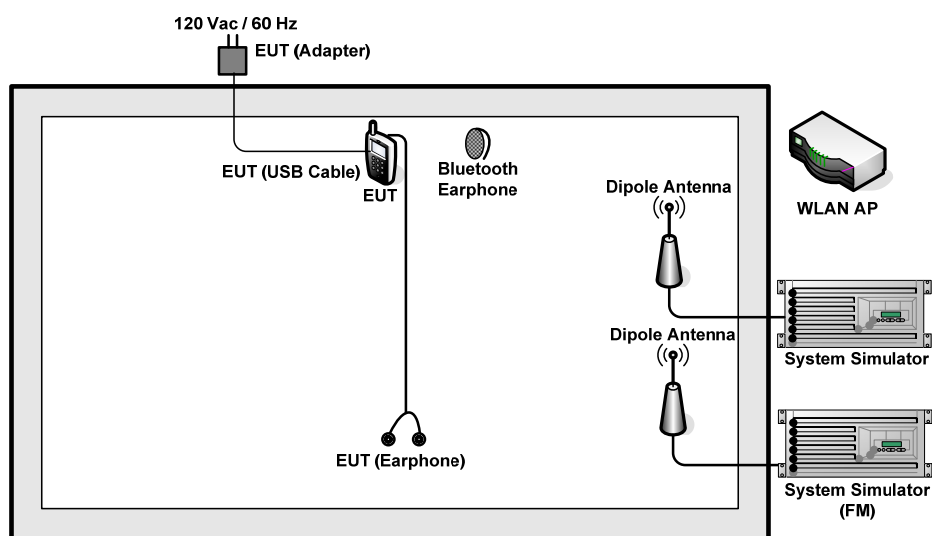 120 Vac / 60 Hz
EUT (Adapter)
EUT (USB Cable)
EUT
Bluetooth
Earphone
Dipole Antenna
WLAN AP
System Simulator
Dipole Antenna
EUT (Earphone)
System Simulator
(FM)